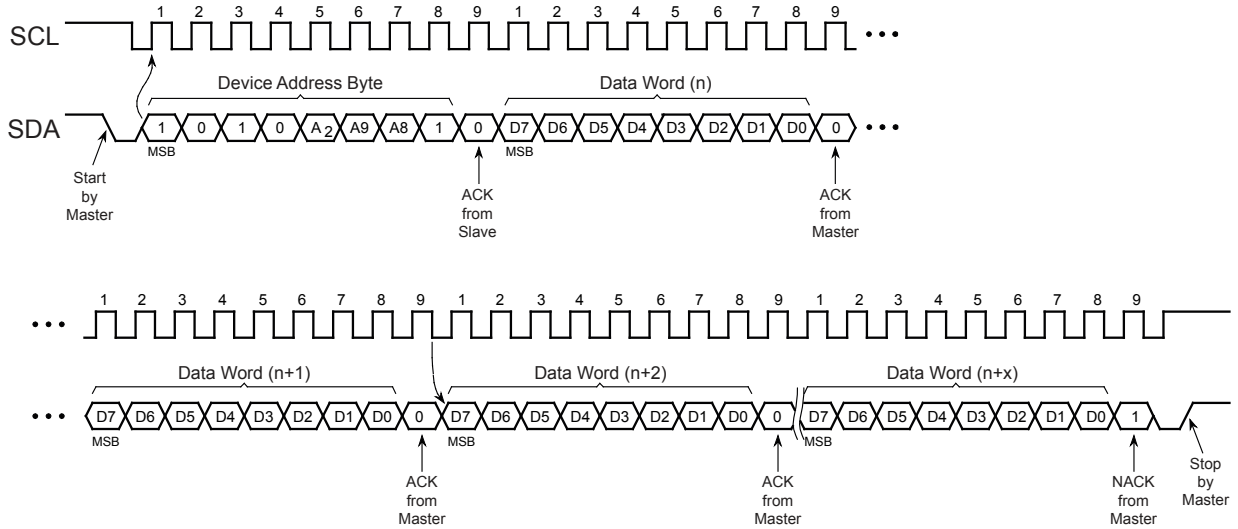 1 2 3 4 5 6 7 8 9 1 2 3 4 5 6 7 8 9
SCL
Device Address Byte Data Word (n)
SDA 1 0 1 0 A2 A9 A8 1 0 D7 D6 D5 D4 D3 D2 D1 D0 0
MSB MSB
Start
by
Master
ACK
from
Slave
ACK
from
Master
1 2 3 4 5 6 7 8 9 1 2 3 4 5 6 7 8 9 1 2 3 4 5 6 7 8 9
Data Word (n+1) Data Word (n+2) Data Word (n+x)
D7 D6 D5 D4 D3 D2 D1 D0 0 D7 D6 D5 D4 D3 D2 D1 D0 0 D7 D6 D5 D4 D3 D2 D1 D0 1
MSB MSB MSB
ACK
from
Master
ACK
from
Master
NACK
from
Master
Stop
by
Master